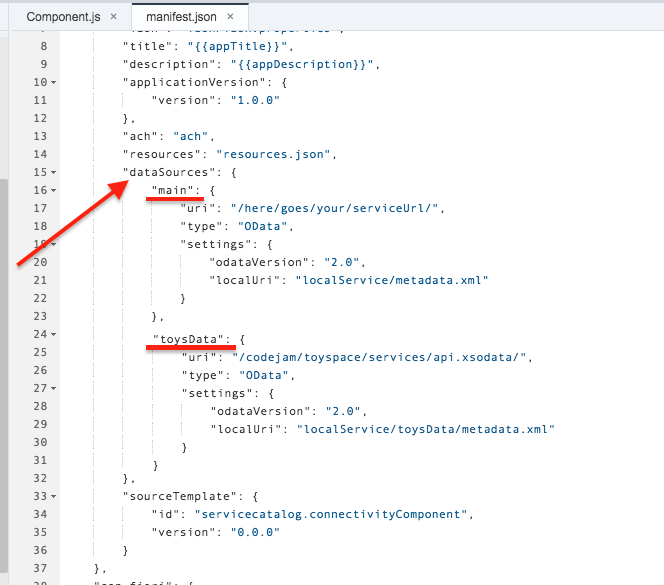 Component.js × manifest.json ×
8 "title": "{{appTitle}}",
9 "description": "{{appDescription}}",
10 "applicationVersion": {
11 "version": "1.0.0"
12 },
13 "ach": "ach",
14 "resources": "resources.json",
15 "dataSources": {
16 "main": {
17 "uri": "/here/goes/your/serviceUrl/",
18 "type": "OData",
19 "settings": {
20 "odataVersion": "2.0",
21 "localUri": "localService/metadata.xml"
22 }
23 },
24 "toysData": {
25 "uri": "/codejam/toyspace/services/api.xsodata/",
26 "type": "OData",
27 "settings": {
28 "odataVersion": "2.0",
29 "localUri": "localService/toysData/metadata.xml"
30 }
31 }
32 },
33 "sourceTemplate": {
34 "id": "servicecatalog.connectivityComponent",
35 "version": "0.0.0"
36 }
37 },